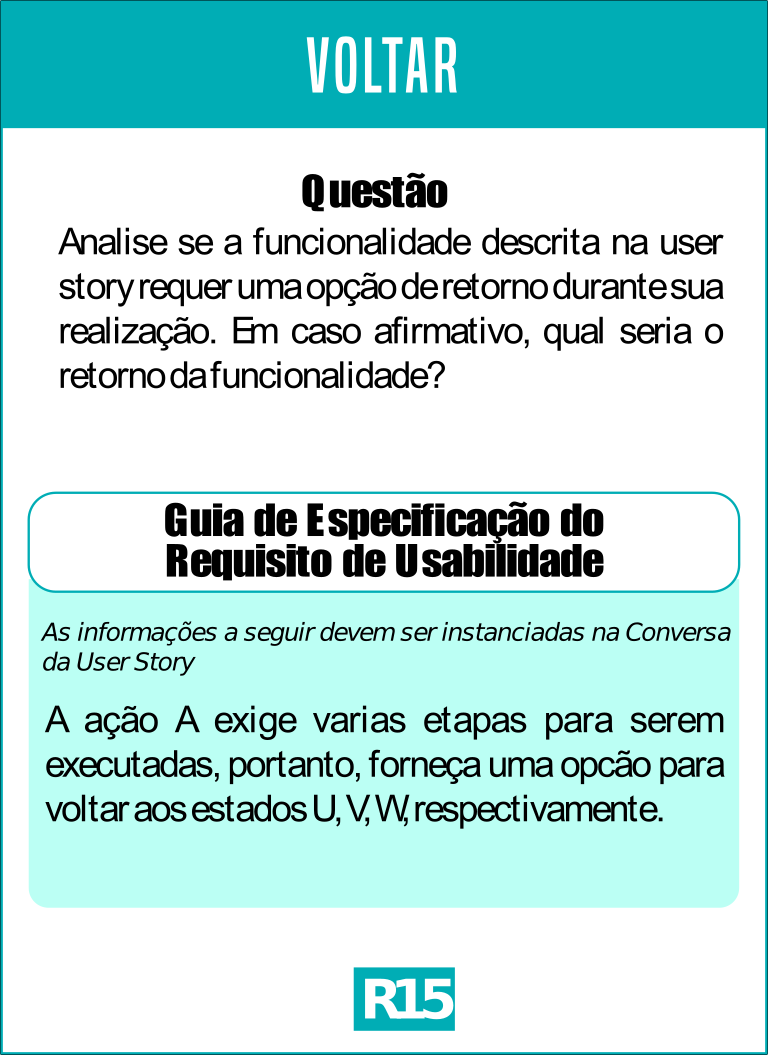 VOLTAR
Questão
Analise se a funcionalidade descrita na user
story requer uma opção de retorno durante sua
realização. Em caso afirmativo, qual seria o
retorno da funcionalidade?
Guia de Especificação do
Requisito de Usabilidade
As informações a seguir devem ser instanciadas na Conversa
da User Story
A ação A exige varias etapas para serem
executadas, portanto, forneça uma opcão para
voltar aos estados U, V, W, respectivamente.
R15